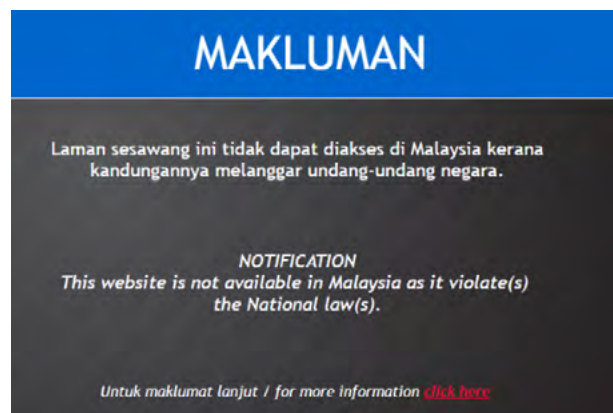 MAKLUMAN
Laman sesawang ini tidak dapat diakses di Malaysia kerana
kandungannya melanggar undang-undang negara.
NOTIFICATION
This website is not available in Malaysia as it violate(s)
the National law(s).
Untuk maklumat lanjut / for more information click here